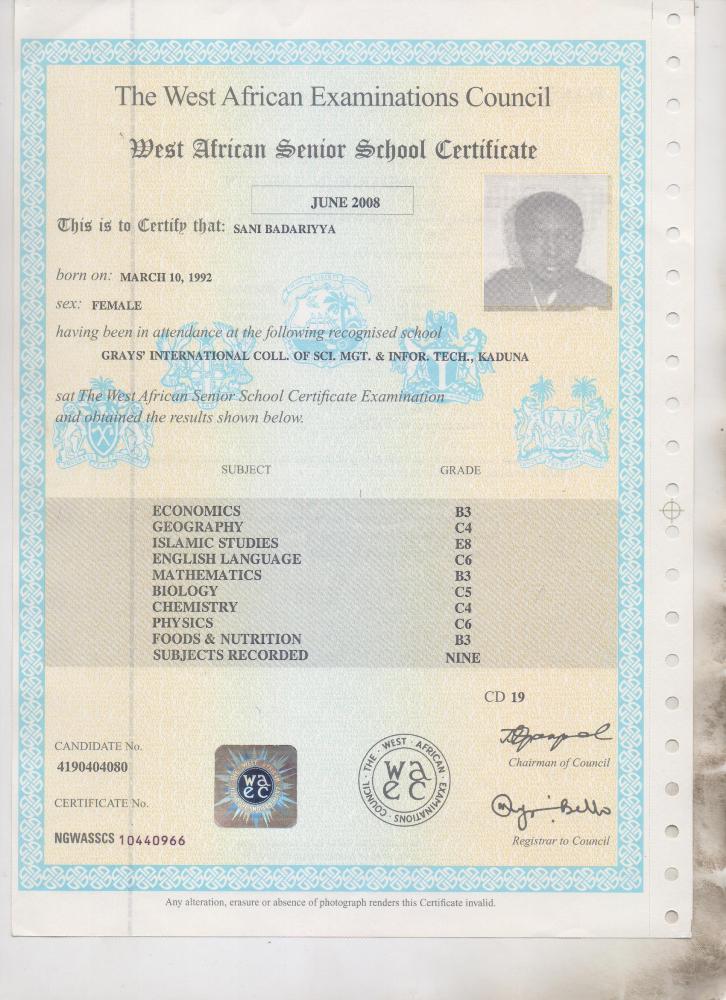 The West African Examinations Council
West African Senior School Certificate
JUNE 2008
This is to Certify that: SANI BADARIYYA
born on: MARCH 10, 1992
sex: FEMALE
having been in attendance at the following recognised school
GRAYS' INTERNATIONAL COLL. OF SCI. MGT. & INFOR. TECH., KADUNA
sat The West African Senior School Certificate Examination
and obtained the results shown below.
SUBJECT GRADE
ECONOMICS B3
GEOGRAPHY C4
ISLAMIC STUDIES E8
ENGLISH LANGUAGE C6
MATHEMATICS B3
BIOLOGY C5
CHEMISTRY C4
PHYSICS C6
FOODS & NUTRITION B3
SUBJECTS RECORDED NINE
CD 19
CANDIDATE No.
4190404080
Chairman of Council
CERTIFICATE No.
NGWASSCS 10440966
waec
THE · WEST · AFRICAN · EXAMINATIONS · COUNCIL ·
waec
Registrar to Council
Any alteration, erasure or absence of photograph renders this Certificate invalid.